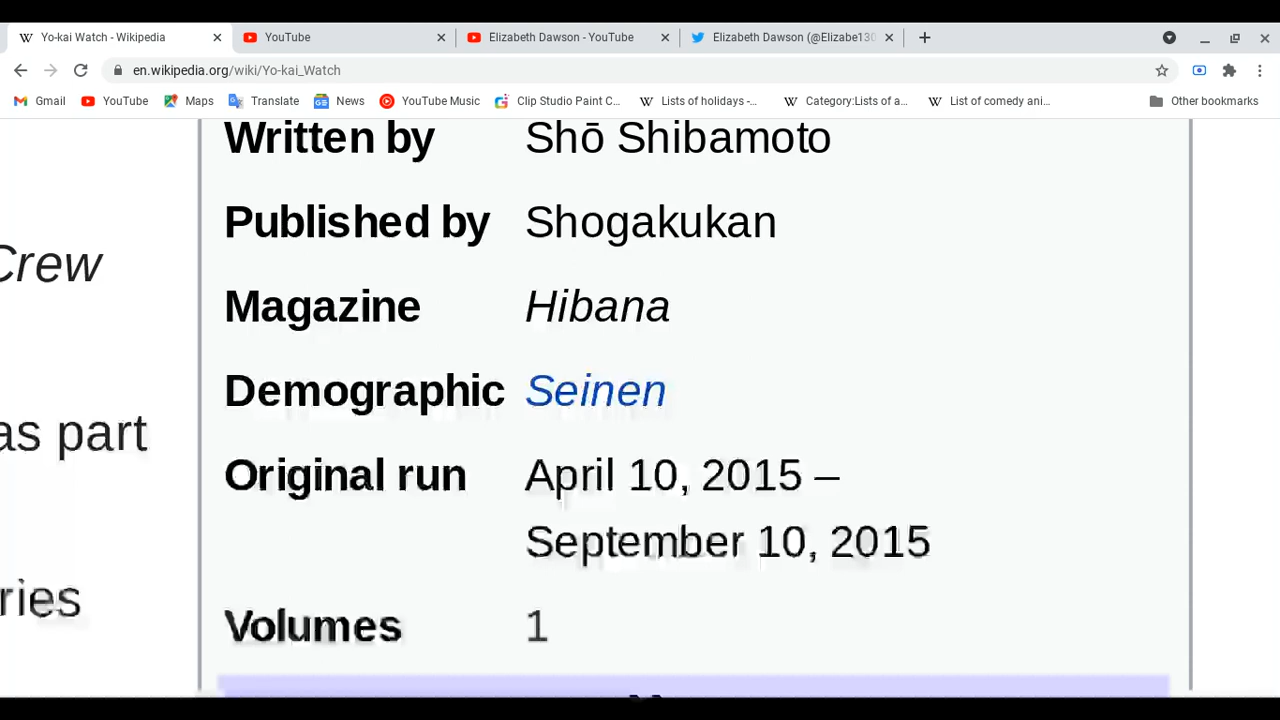 Yo-kai Watch - Wikipedia
YouTube
Elizabeth Dawson - YouTube
Elizabeth Dawson (@Elizabe130
en.wikipedia.org/wiki/Yo-kai_Watch
Gmail
YouTube
Maps
Translate
News
YouTube Music
Clip Studio Paint C...
Lists of holidays -...
Category:Lists of a...
List of comedy ani...
Other bookmarks
Written by Shō Shibamoto
Published by Shogakukan
Crew
Magazine Hibana
Demographic Seinen
as part
Original run April 10, 2015 –
September 10, 2015
ries
Volumes 1